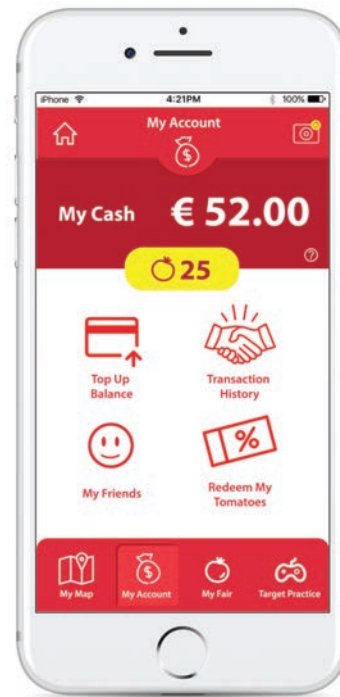 iPhone 4:21PM 100%
My Account
$
My Cash € 52.00
?
25
Top Up
Balance
Transaction
History
My Friends
%
Redeem My
Tomatoes
My Map
$
My Account
My Fair
Target Practice